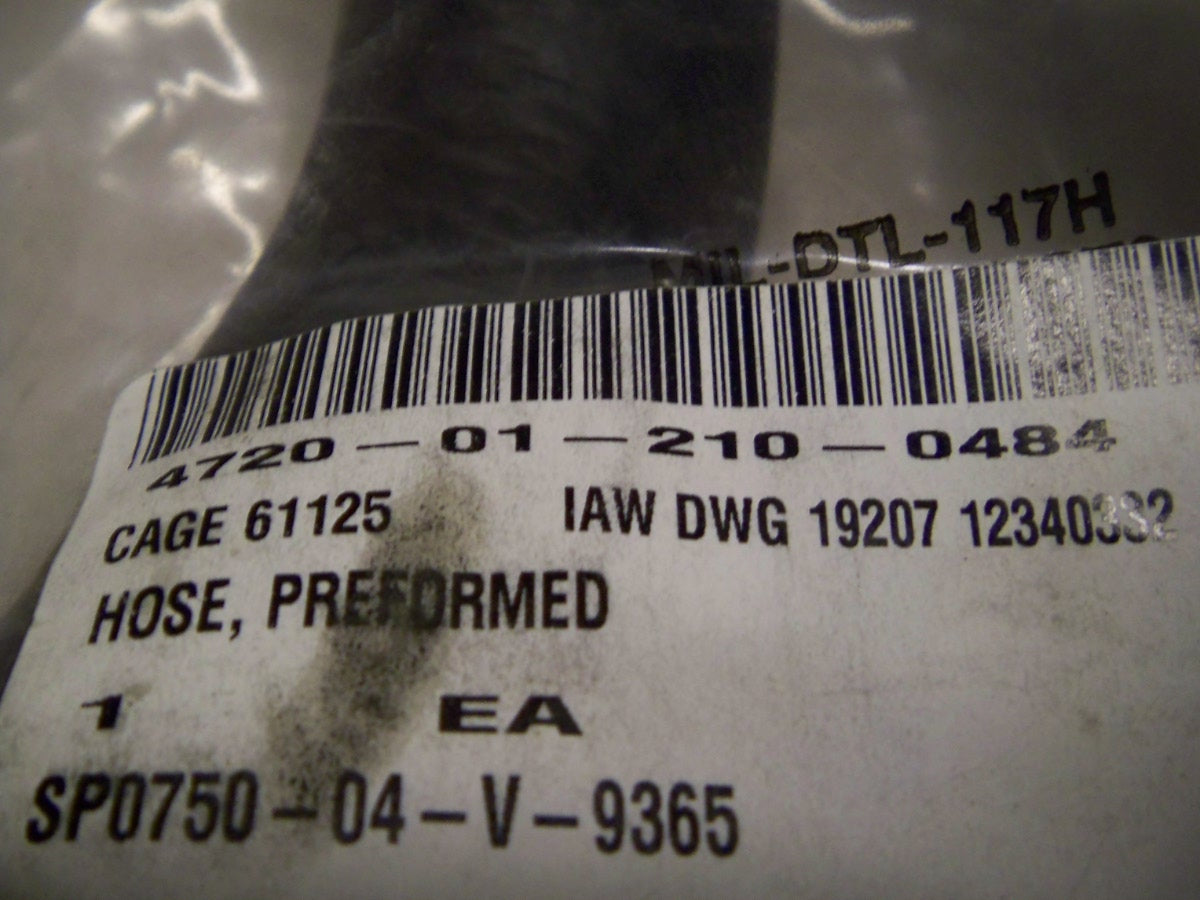 MIL-DTL-117H
4720-01-210-0484
CAGE 61125 IAW DWG 19207 12340382
HOSE, PREFORMED
1 EA
SP0750-04-V-9365